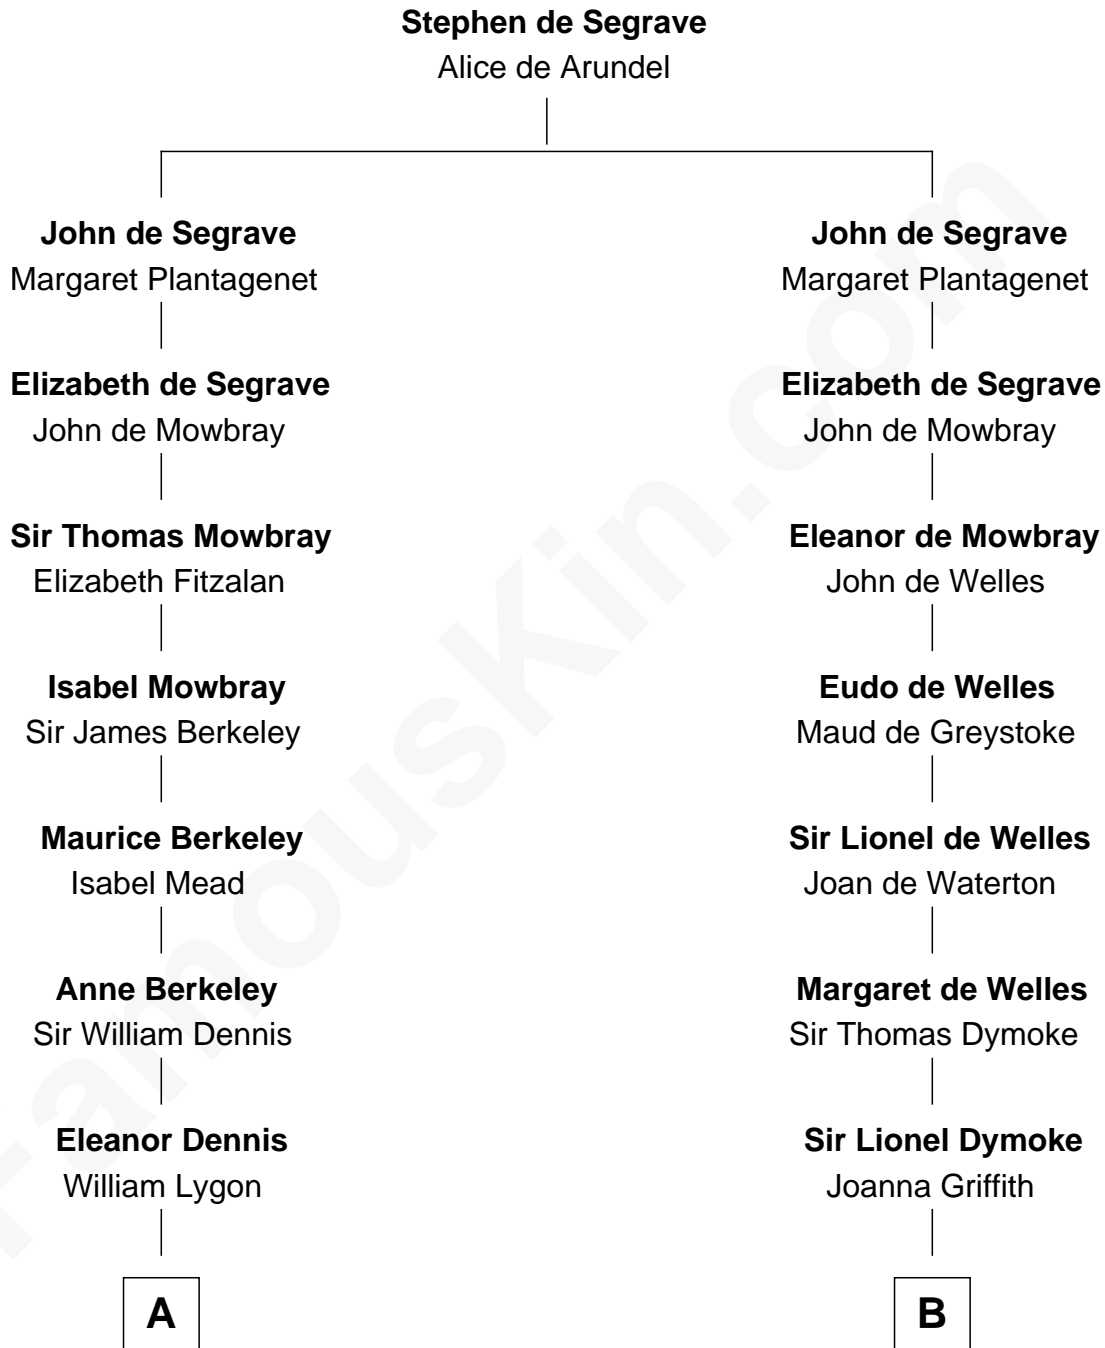 Stephen de Segrave
Alice de Arundel
John de Segrave
Margaret Plantagenet
Elizabeth de Segrave
John de Mowbray
Sir Thomas Mowbray
Elizabeth Fitzalan
Isabel Mowbray
Sir James Berkeley
Maurice Berkeley
Isabel Mead
Anne Berkeley
Sir William Dennis
Eleanor Dennis
William Lygon
A
John de Segrave
Margaret Plantagenet
Elizabeth de Segrave
John de Mowbray
Eleanor de Mowbray
John de Welles
Eudo de Welles
Maud de Greystoke
Sir Lionel de Welles
Joan de Waterton
Margaret de Welles
Sir Thomas Dymoke
Sir Lionel Dymoke
Joanna Griffith
B
FamousKin.com